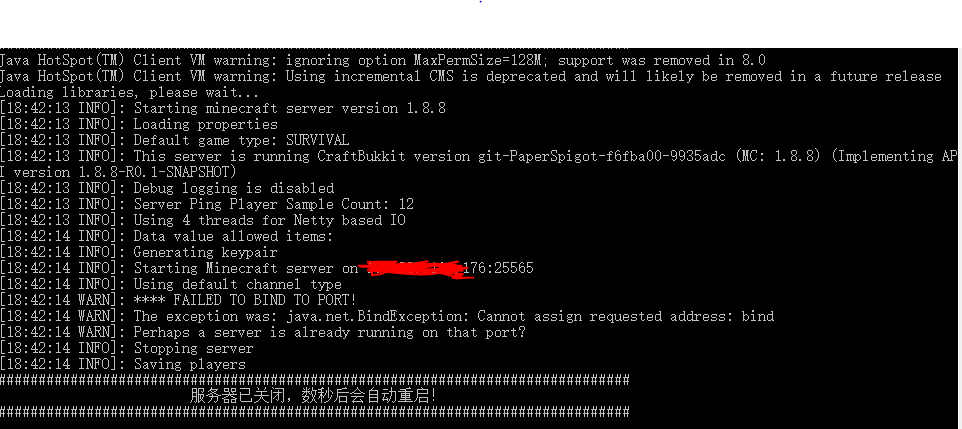 Java HotSpot(TM) Client VM warning: ignoring option MaxPermSize=128M; support was removed in 8.0
Java HotSpot(TM) Client VM warning: Using incremental CMS is deprecated and will likely be removed in a future release
Loading libraries, please wait...
[18:42:13 INFO]: Starting minecraft server version 1.8.8
[18:42:13 INFO]: Loading properties
[18:42:13 INFO]: Default game type: SURVIVAL
[18:42:13 INFO]: This server is running CraftBukkit version git-PaperSpigot-f6fba00-9935adc (MC: 1.8.8) (Implementing AP
I version 1.8.8-R0.1-SNAPSHOT)
[18:42:13 INFO]: Debug logging is disabled
[18:42:13 INFO]: Server Ping Player Sample Count: 12
[18:42:13 INFO]: Using 4 threads for Netty based IO
[18:42:14 INFO]: Data value allowed items:
[18:42:14 INFO]: Generating keypair
[18:42:14 INFO]: Starting Minecraft server on 176:25565
[18:42:14 INFO]: Using default channel type
[18:42:14 WARN]: **** FAILED TO BIND TO PORT!
[18:42:14 WARN]: The exception was: java.net.BindException: Cannot assign requested address: bind
[18:42:14 WARN]: Perhaps a server is already running on that port?
[18:42:14 INFO]: Stopping server
[18:42:14 INFO]: Saving players
###############################################################################
服务器已关闭，数秒后会自动重启!
###############################################################################